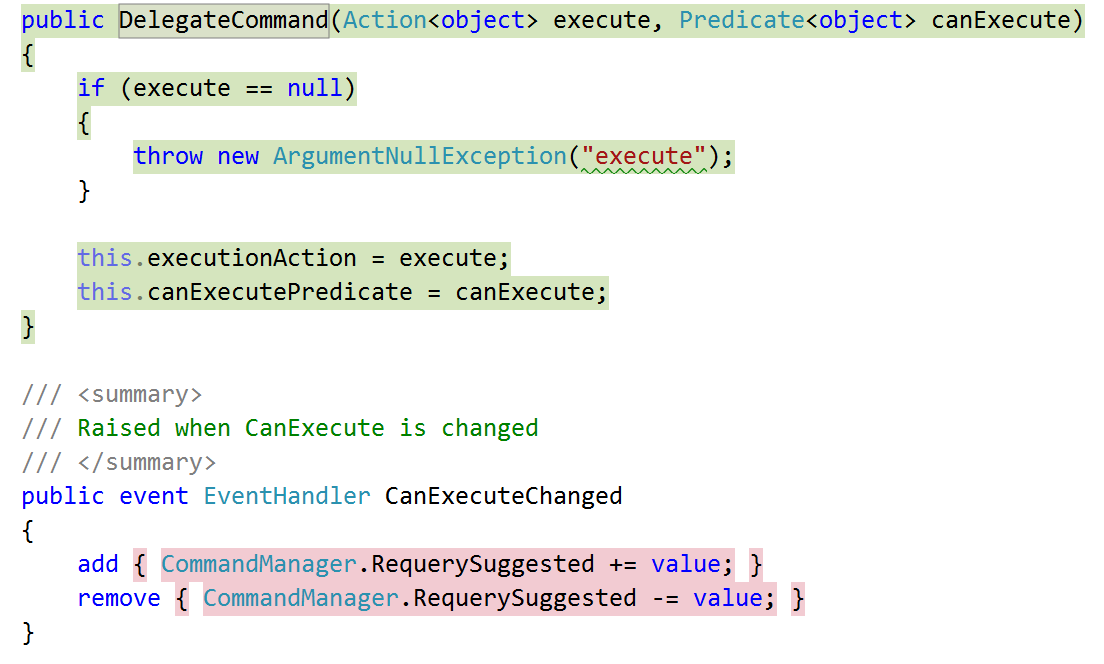 public DelegateCommand(Action<object> execute, Predicate<object> canExecute)
{
    if (execute == null)
    {
        throw new ArgumentNullException("execute");
    }

    this.executionAction = execute;
    this.canExecutePredicate = canExecute;
}

/// <summary>
/// Raised when CanExecute is changed
/// </summary>
public event EventHandler CanExecuteChanged
{
    add { CommandManager.RequerySuggested += value; }
    remove { CommandManager.RequerySuggested -= value; }
}